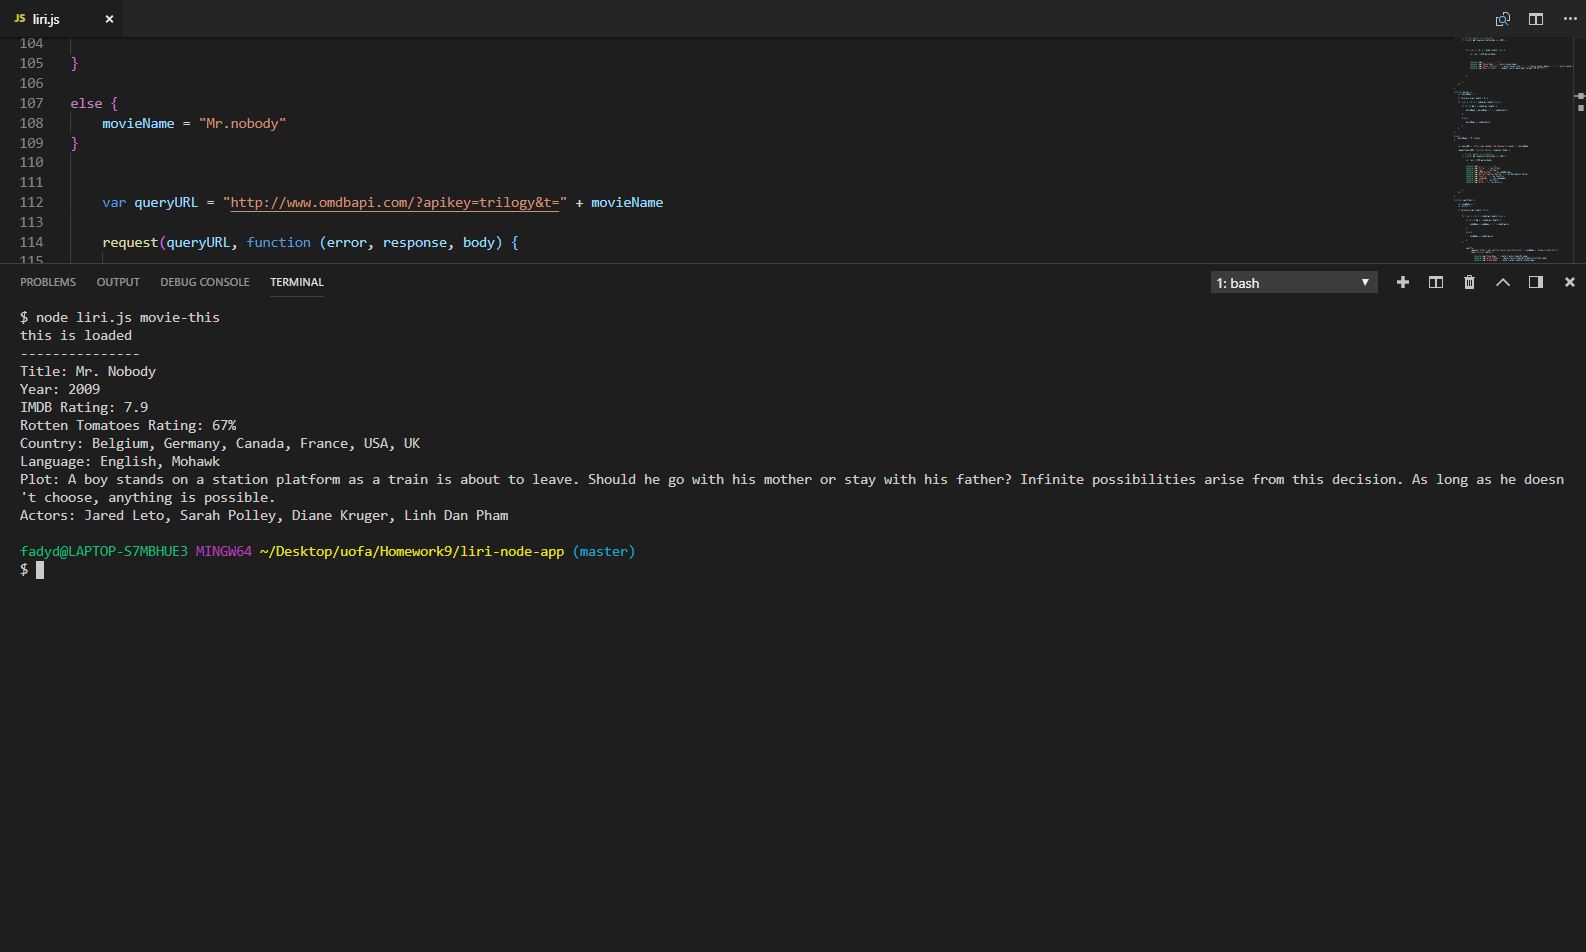 JS liri.js ×
104
105 }
106
107 else {
108 movieName = "Mr.nobody"
109 }
110
111
112 var queryURL = "http://www.omdbapi.com/?apikey=trilogy&t=" + movieName
113
114 request(queryURL, function (error, response, body) {
115
PROBLEMS OUTPUT DEBUG CONSOLE TERMINAL 1: bash
$ node liri.js movie-this
this is loaded
---------------
Title: Mr. Nobody
Year: 2009
IMDB Rating: 7.9
Rotten Tomatoes Rating: 67%
Country: Belgium, Germany, Canada, France, USA, UK
Language: English, Mohawk
Plot: A boy stands on a station platform as a train is about to leave. Should he go with his mother or stay with his father? Infinite possibilities arise from this decision. As long as he doesn
't choose, anything is possible.
Actors: Jared Leto, Sarah Polley, Diane Kruger, Linh Dan Pham
fadyd@LAPTOP-S7MBHUE3 MINGW64 ~/Desktop/uofa/Homework9/liri-node-app (master)
$